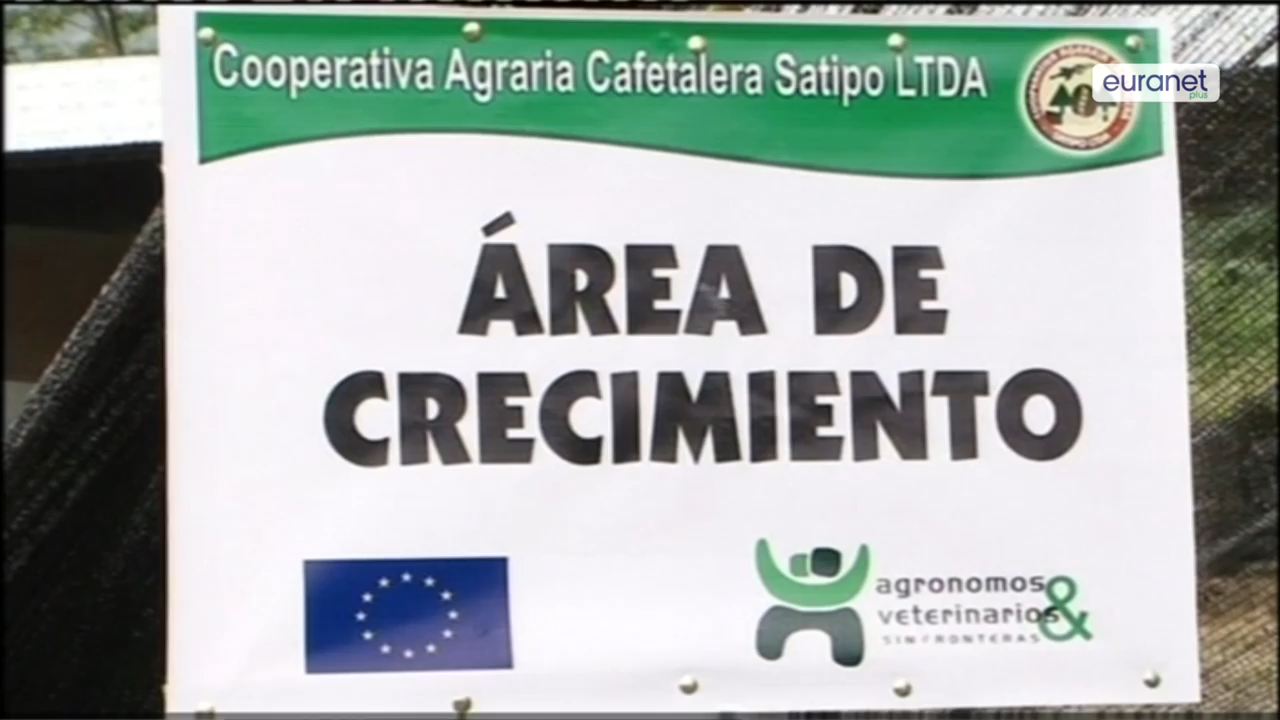 Cooperativa Agraria Cafetalera Satipo LTDA
euranet
plus
ÁREA DE
CRECIMIENTO
agronomos
veterinarios &
SIN FRONTERAS